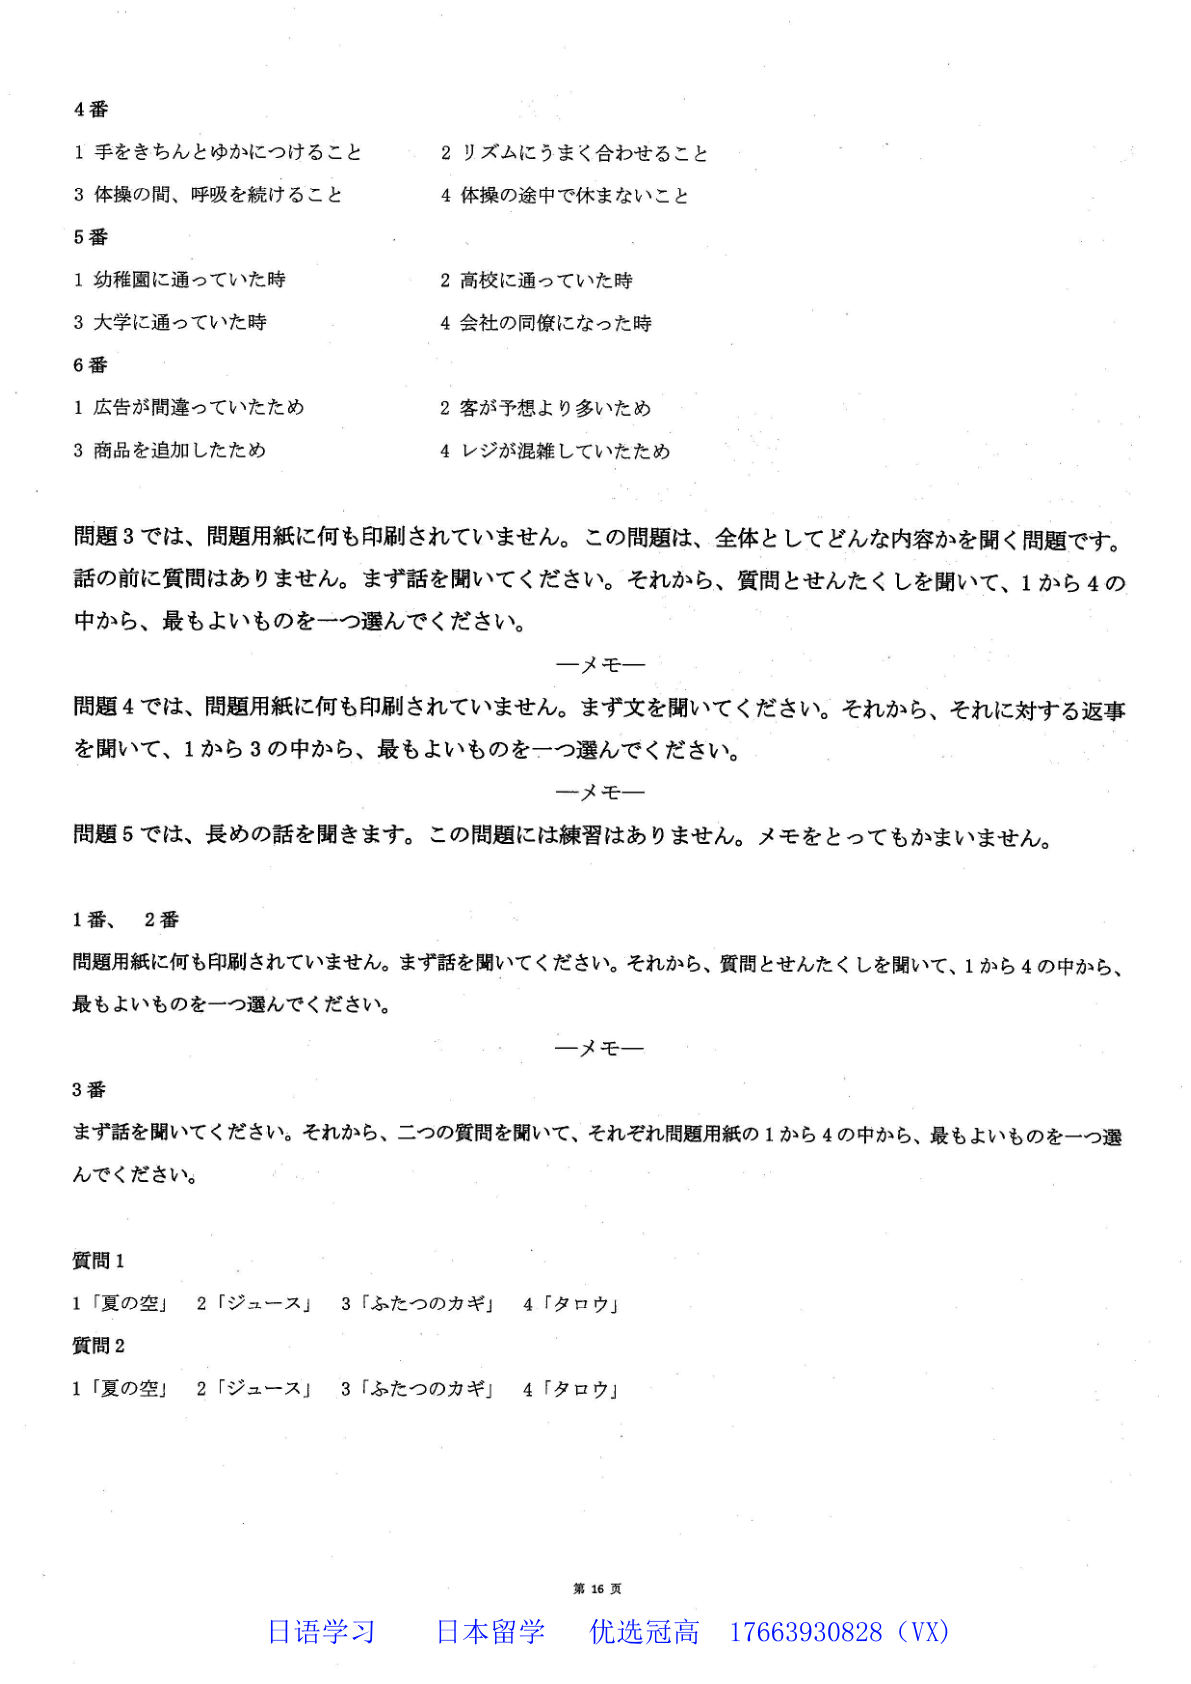 4番
1 手をきちんとゆかにつけること 2 リズムにうまく合わせること
3 体操の間、呼吸を続けること 4 体操の途中で休まないこと
5番
1 幼稚園に通っていた時 2 高校に通っていた時
3 大学に通っていた時 4 会社の同僚になった時
6番
1 広告が間違っていたため 2 客が予想より多いため
3 商品を追加したため 4 レジが混雑していたため
問題3では、問題用紙に何も印刷されていません。この問題は、全体としてどんな内容かを聞く問題です。
話の前に質問はありません。まず話を聞いてください。それから、質問とせんたくしを聞いて、1から4の
中から、最もよいものを一つ選んでください。
―メモ―
問題4では、問題用紙に何も印刷されていません。まず文を聞いてください。それから、それに対する返事
を聞いて、1から3の中から、最もよいものを一つ選んでください。
―メモ―
問題5では、長めの話を聞きます。この問題には練習はありません。メモをとってもかまいません。
1番、 2番
問題用紙に何も印刷されていません。まず話を聞いてください。それから、質問とせんたくしを聞いて、1から4の中から、
最もよいものを一つ選んでください。
―メモ―
3番
まず話を聞いてください。それから、二つの質問を聞いて、それぞれ問題用紙の1から4の中から、最もよいものを一つ選
んでください。
質問1
1「夏の空」 2「ジュース」 3「ふたつのカギ」 4「タロウ」
質問2
1「夏の空」 2「ジュース」 3「ふたつのカギ」 4「タロウ」
第 16 页
日语学习 日本留学 优选冠高 17663930828（VX)